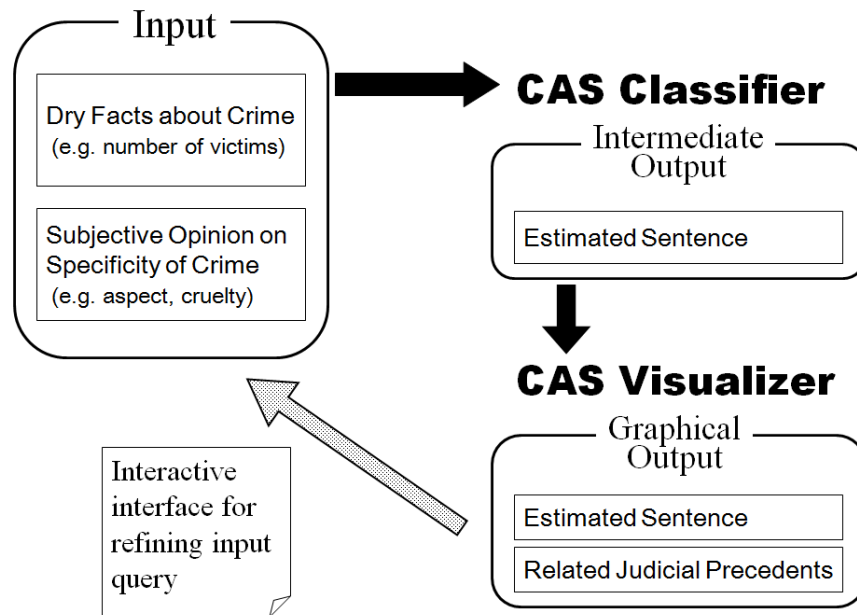 Input
Dry Facts about Crime
(e.g. number of victims)
Subjective Opinion on
Specificity of Crime
(e.g. aspect, cruelty)
CAS Classifier
Intermediate
Output
Estimated Sentence
CAS Visualizer
Graphical
Output
Estimated Sentence
Related Judicial Precedents
Interactive
interface for
refining input
query